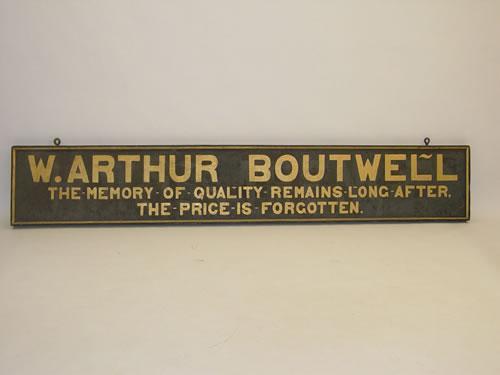 W. ARTHUR BOUTWELL
THE-MEMORY-OF-QUALITY-REMAINS-LONG-AFTER.
THE-PRICE-IS-FORGOTTEN.